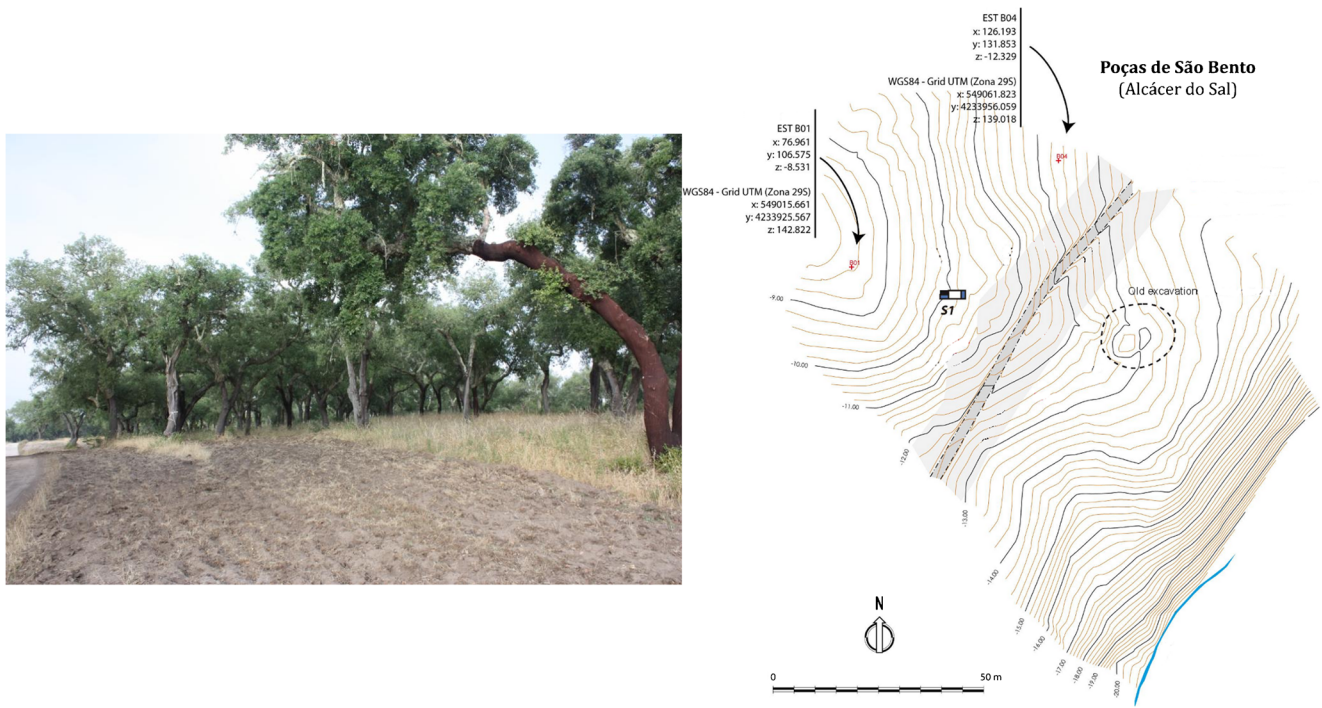 EST B04
x: 126.193
y: 131.853
z: -12.329
WGS84 - Grid UTM (Zona 29S)
x: 549061.823
y: 4233956.059
z: 139.018
Poças de São Bento
(Alcácer do Sal)
EST B01
x: 76.961
y: 106.575
z: -8.531
WGS84 - Grid UTM (Zona 29S)
x: 549015.661
y: 4233925.567
z: 142.822
B04
B01
Old excavation
S1
-9.00
-10.00
-11.00
-12.00
-13.00
-14.00
-15.00
-16.00
-17.00
-18.00
-19.00
-20.00
N
0 50 m